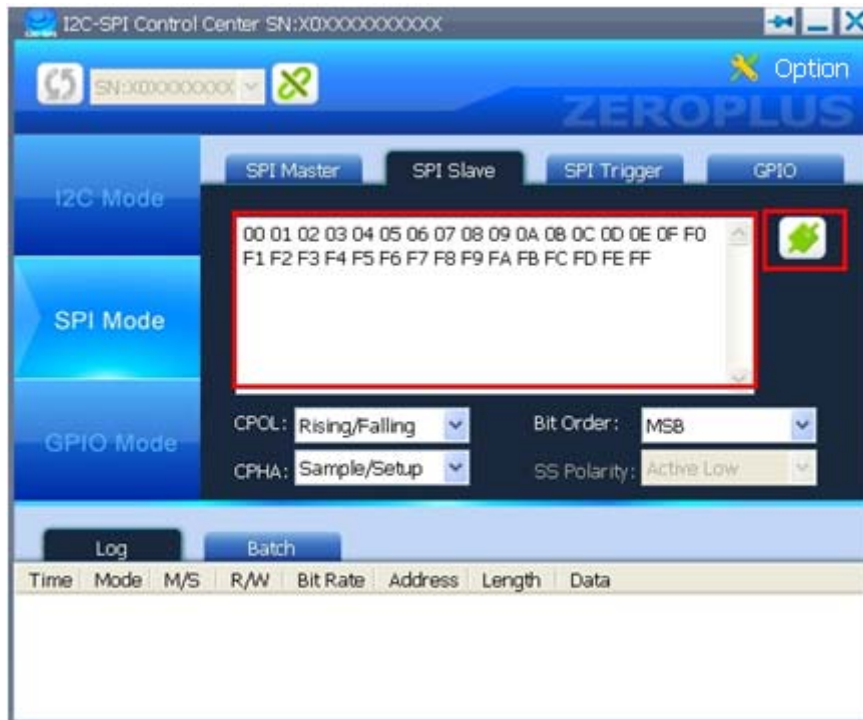 I2C-SPI Control Center SN:X0XXXXXXXXXX
SN:X0XXXXXXX
Option
ZEROPLUS
SPI Master SPI Slave SPI Trigger GPIO
I2C Mode
00 01 02 03 04 05 06 07 08 09 0A 0B 0C 0D 0E 0F F0
F1 F2 F3 F4 F5 F6 F7 F8 F9 FA FB FC FD FE FF
SPI Mode
CPOL: Rising/Falling Bit Order: MSB
GPIO Mode
CPHA: Sample/Setup SS Polarity: Active Low
Log Batch
Time Mode M/S R/W Bit Rate Address Length Data